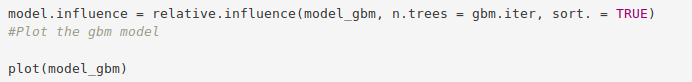 model.influence = relative.influence(model_gbm, n.trees = gbm.iter, sort. = TRUE)
#Plot the gbm model
plot(model_gbm)